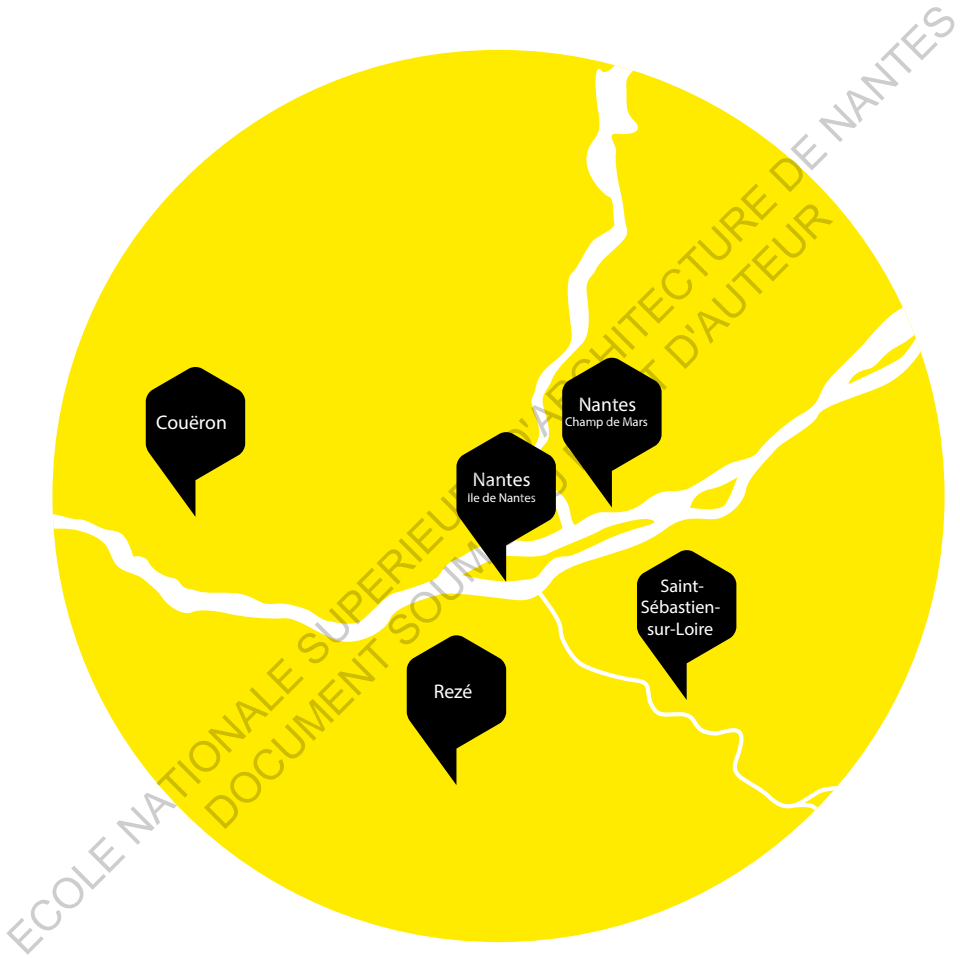 Nantes
Champ de Mars
Couëron
Nantes
Ile de Nantes
Saint-
Sébastien-
sur-Loire
Rezé
ECOLE NATIONALE SUPERIEURE D'ARCHITECTURE DE NANTES
DOCUMENT SOUMIS AU DROIT D'AUTEUR